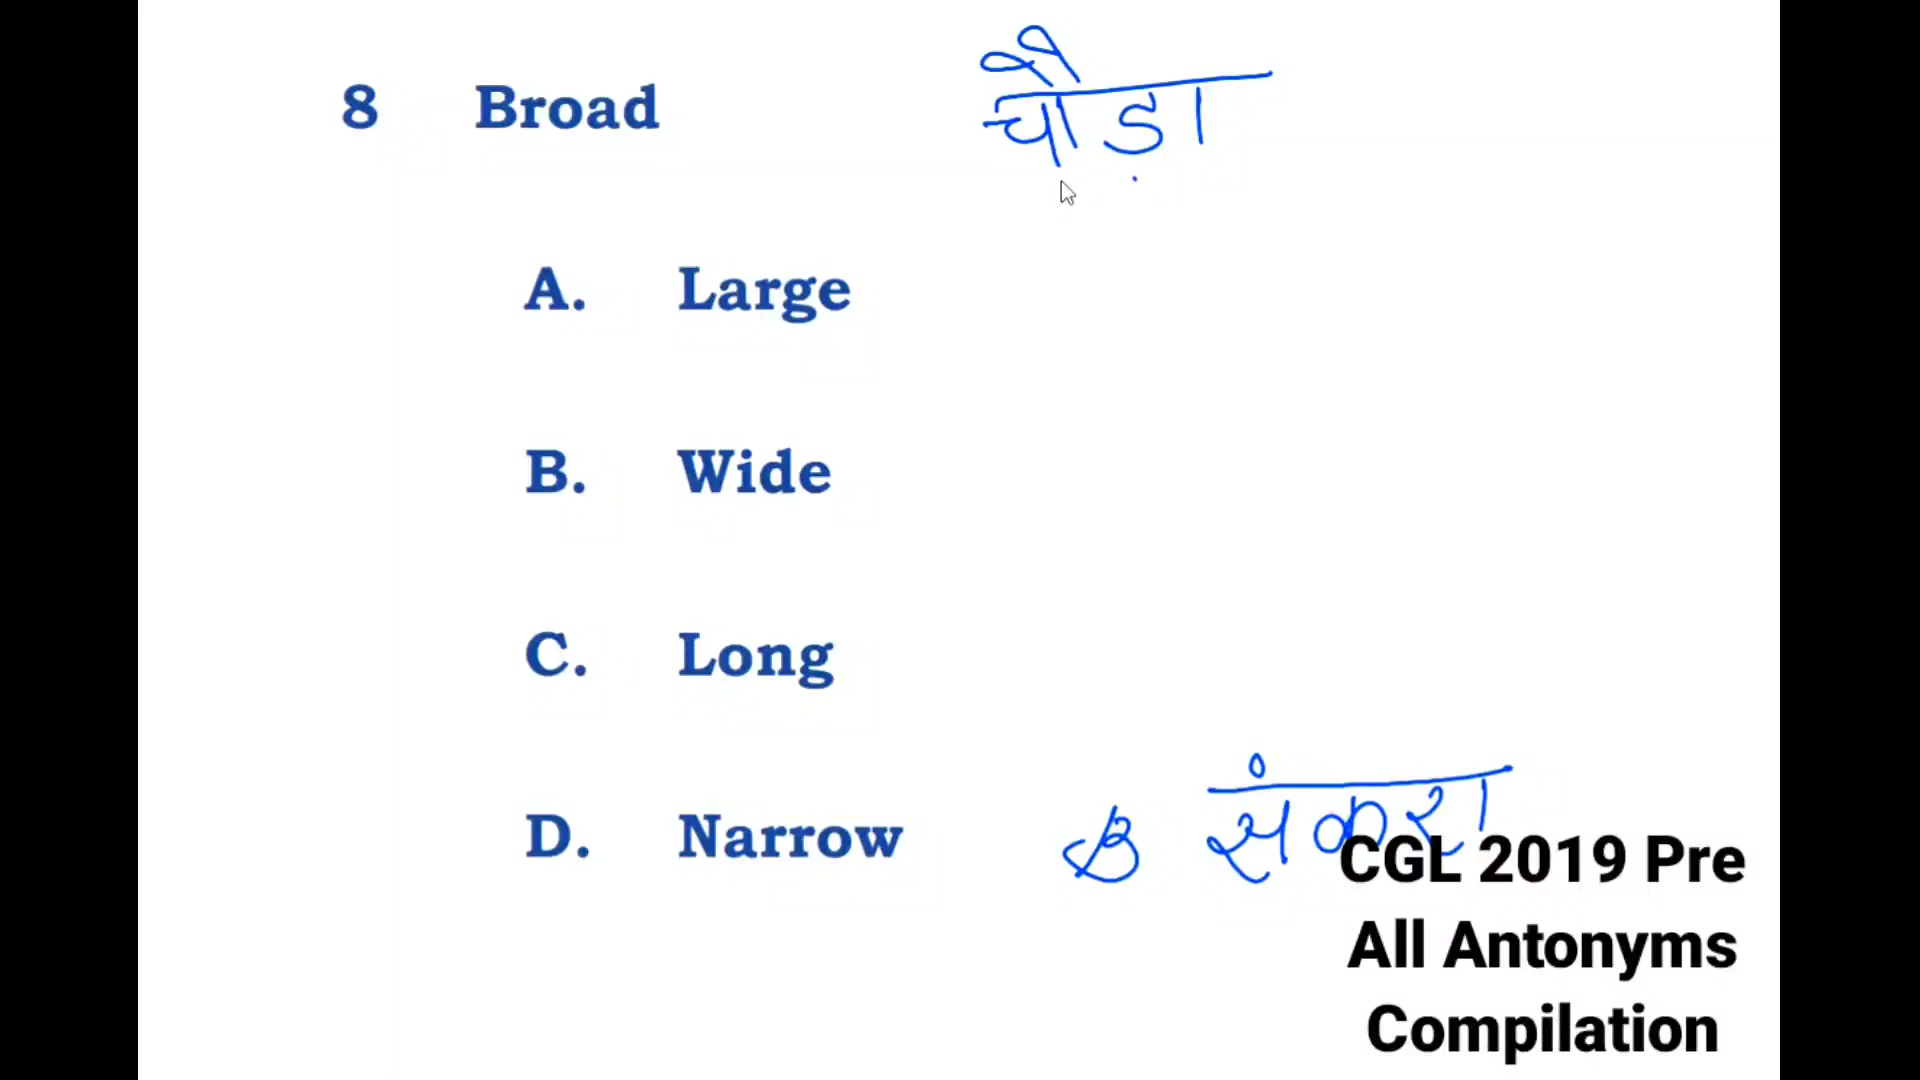 8 Broad चौड़ा
A. Large
B. Wide
C. Long
D. Narrow संकरा
CGL 2019 Pre
All Antonyms
Compilation